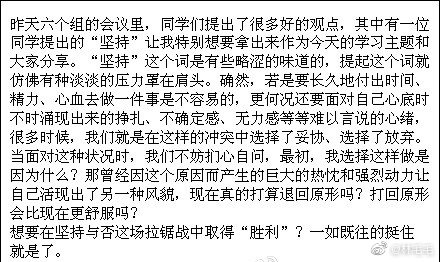 昨天六个组的会议里，同学们提出了很多好的观点，其中有一位
同学提出的“坚持”让我特别想要拿出来作为今天的学习主题和
大家分享。“坚持”这个词是有些略涩的味道的，提起这个词就
仿佛有种淡淡的压力罩在肩头。确然，若是要长久地付出时间、
精力、心血去做一件事是不容易的，更何况还要面对自己心底时
不时涌现出来的挣扎、不确定感、无力感等等难以言说的心绪，
很多时候，我们就是在这样的冲突中选择了妥协、选择了放弃。
当面对这种状况时，我们不妨扪心自问，最初，我选择这样做是
因为什么？那曾经因这个原因而产生的巨大的热忱和强烈动力让
自己活现出了另一种风貌，现在真的打算退回原形吗？打回原形
会比现在更舒服吗？
想要在坚持与否这场拉锯战中取得“胜利”？一如既往的挺住
就是了。